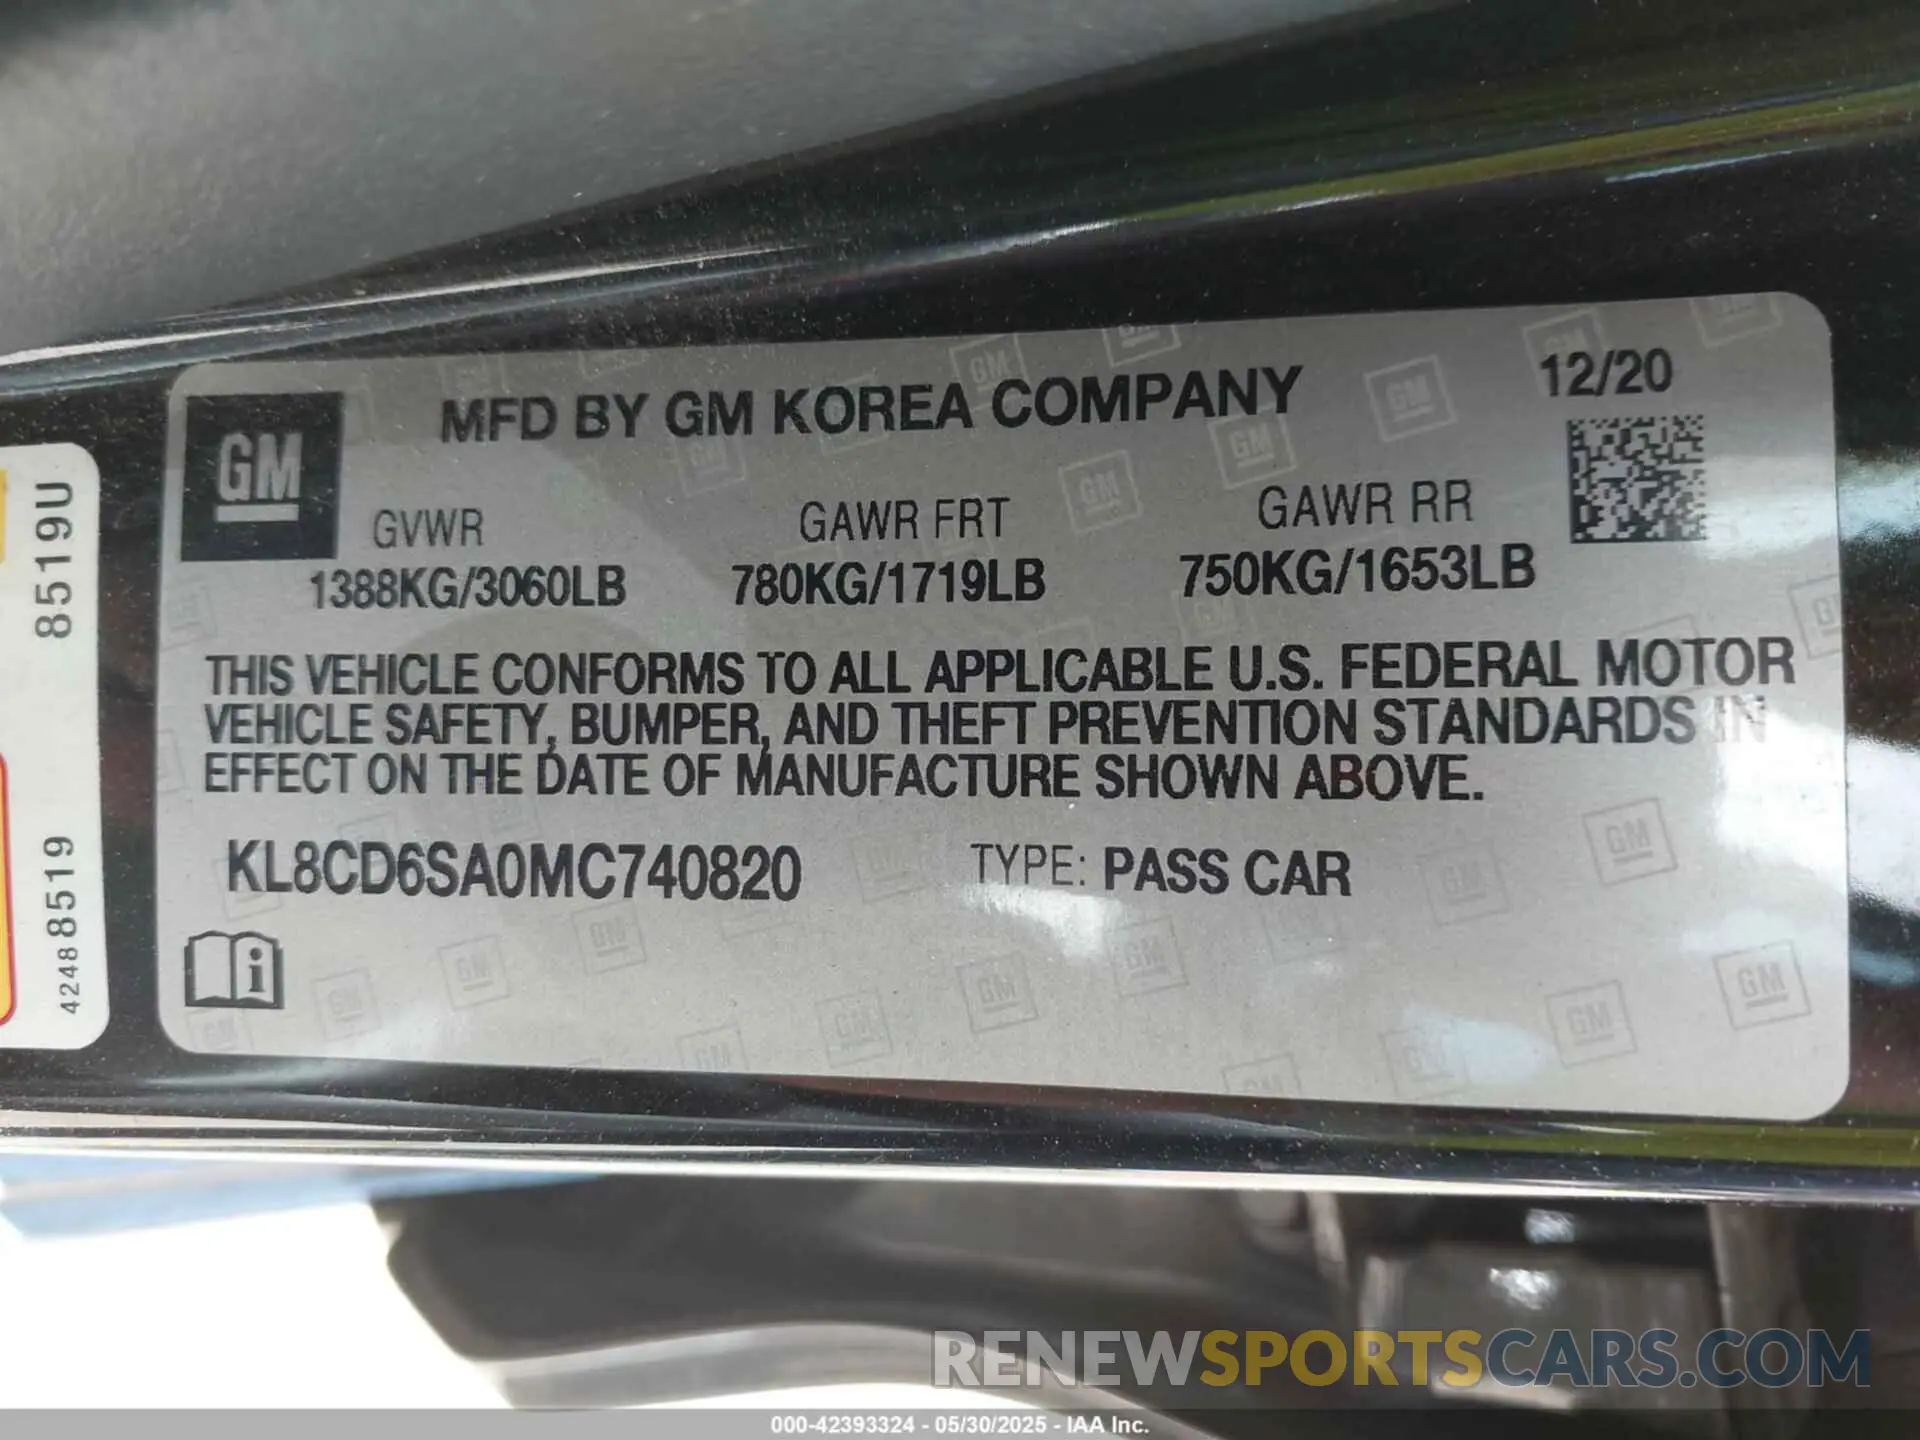 GM
MFD BY GM KOREA COMPANY
12/20
GVWR
GAWR FRT
GAWR RR
1388KG/3060LB
780KG/1719LB
750KG/1653LB
THIS VEHICLE CONFORMS TO ALL APPLICABLE U.S. FEDERAL MOTOR
VEHICLE SAFETY, BUMPER, AND THEFT PREVENTION STANDARDS IN
EFFECT ON THE DATE OF MANUFACTURE SHOWN ABOVE.
KL8CD6SA0MC740820
TYPE: PASS CAR
i
8519U
42488519
RENEWSPORTSCARS.COM
000-42393324 - 05/30/2025 - IAA Inc.